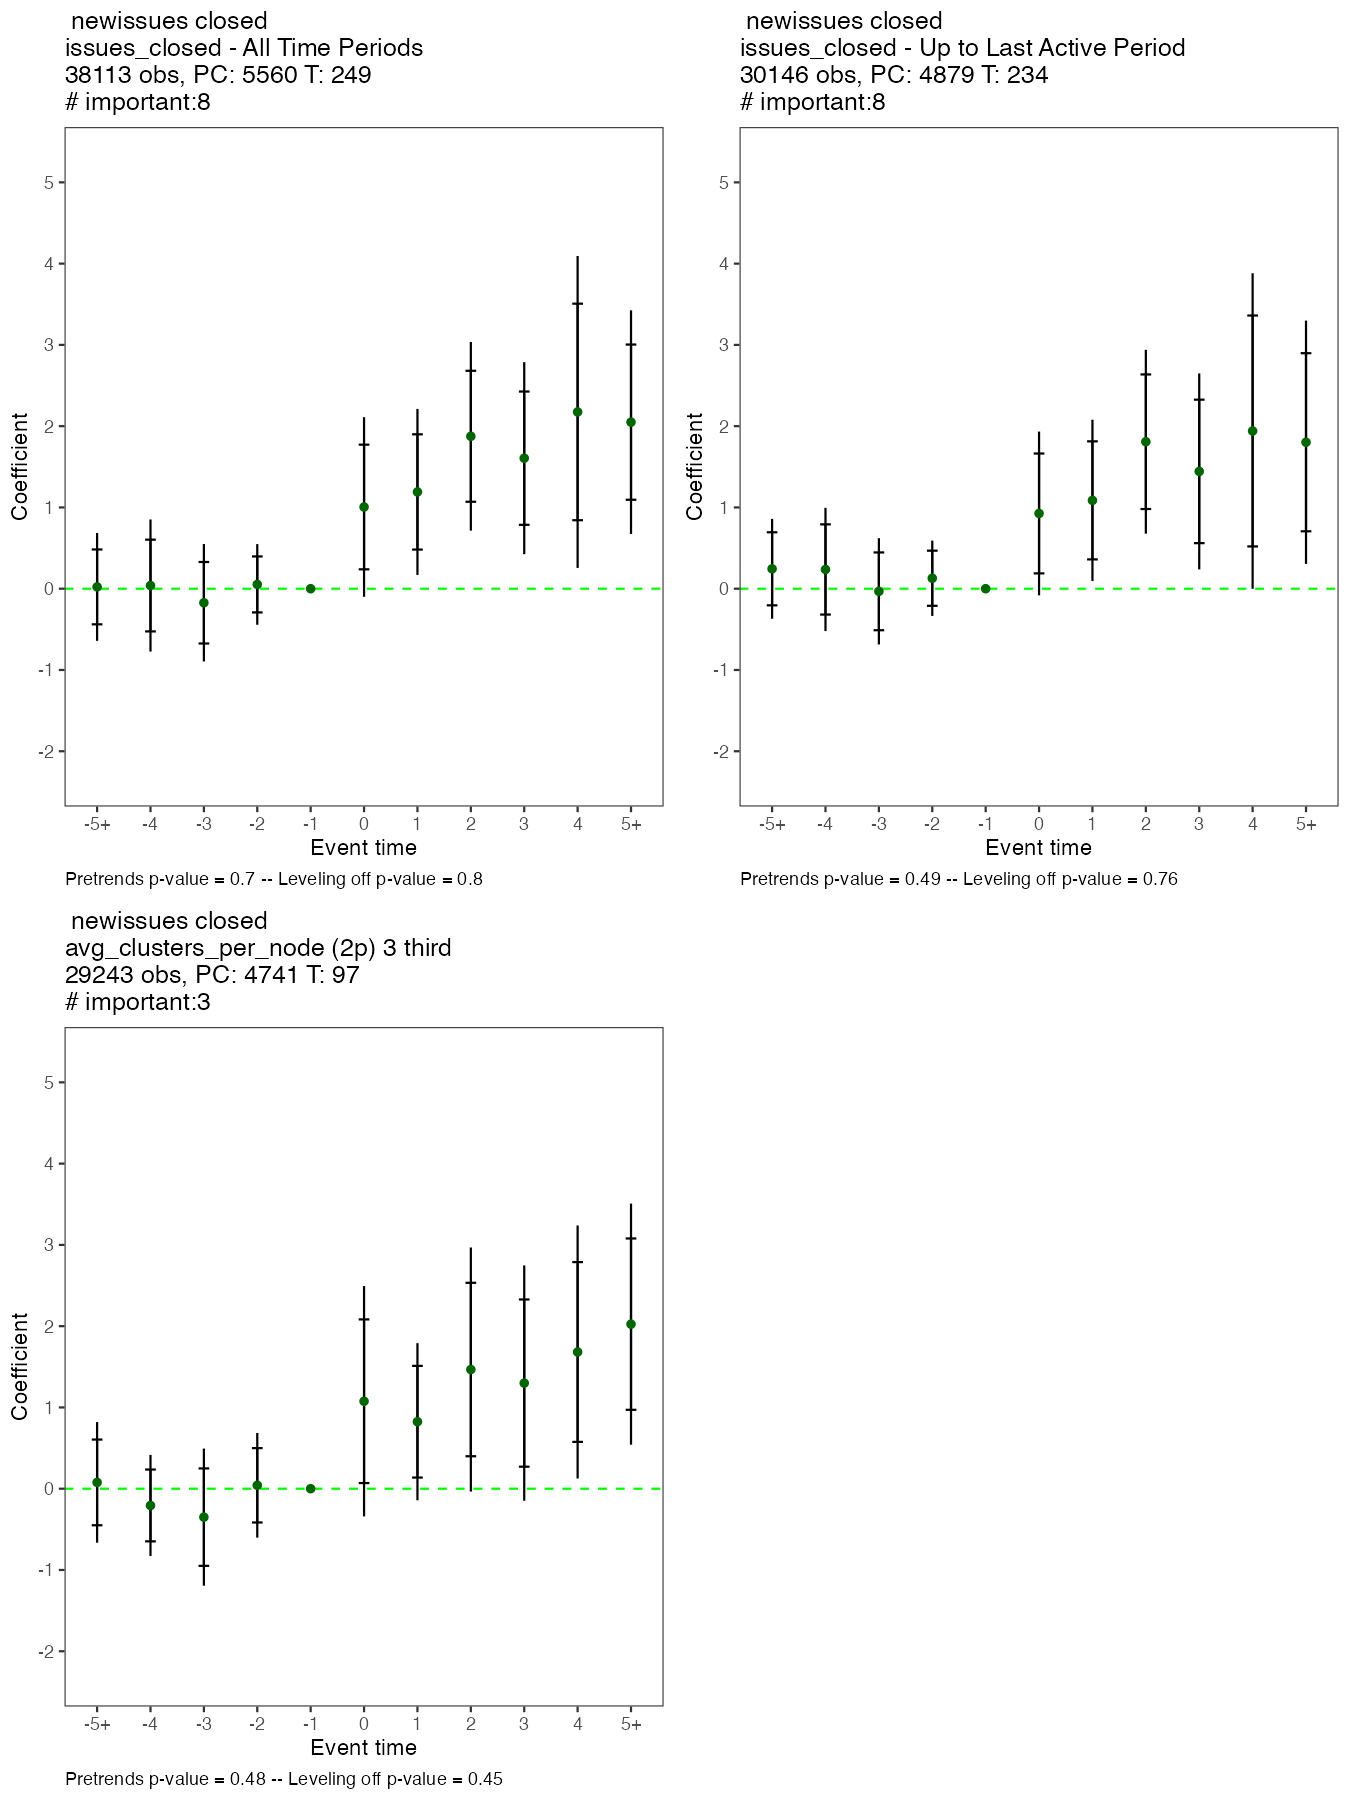 newissues closed
issues_closed - All Time Periods
38113 obs, PC: 5560 T: 249
# important:8
5
4
3
2
1
0
-1
-2
Coefficient
-5+ -4 -3 -2 -1 0 1 2 3 4 5+
Event time
Pretrends p-value = 0.7 -- Leveling off p-value = 0.8
newissues closed
issues_closed - Up to Last Active Period
30146 obs, PC: 4879 T: 234
# important:8
5
4
3
2
1
0
-1
-2
Coefficient
-5+ -4 -3 -2 -1 0 1 2 3 4 5+
Event time
Pretrends p-value = 0.49 -- Leveling off p-value = 0.76
newissues closed
avg_clusters_per_node (2p) 3 third
29243 obs, PC: 4741 T: 97
# important:3
5
4
3
2
1
0
-1
-2
Coefficient
-5+ -4 -3 -2 -1 0 1 2 3 4 5+
Event time
Pretrends p-value = 0.48 -- Leveling off p-value = 0.45